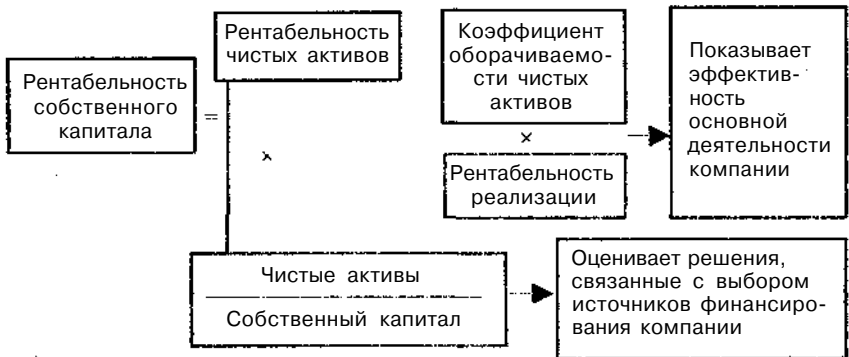 Рентабельность
собственного
капитала
=
Рентабельность
чистых активов
×
Чистые активы
Собственный капитал
Коэффициент
оборачиваемо-
сти чистых
активов
×
Рентабельность
реализации
Показывает
эффектив-
ность
основной
деятельности
компании
Оценивает решения,
связанные с выбором
источников финансиро-
вания компании